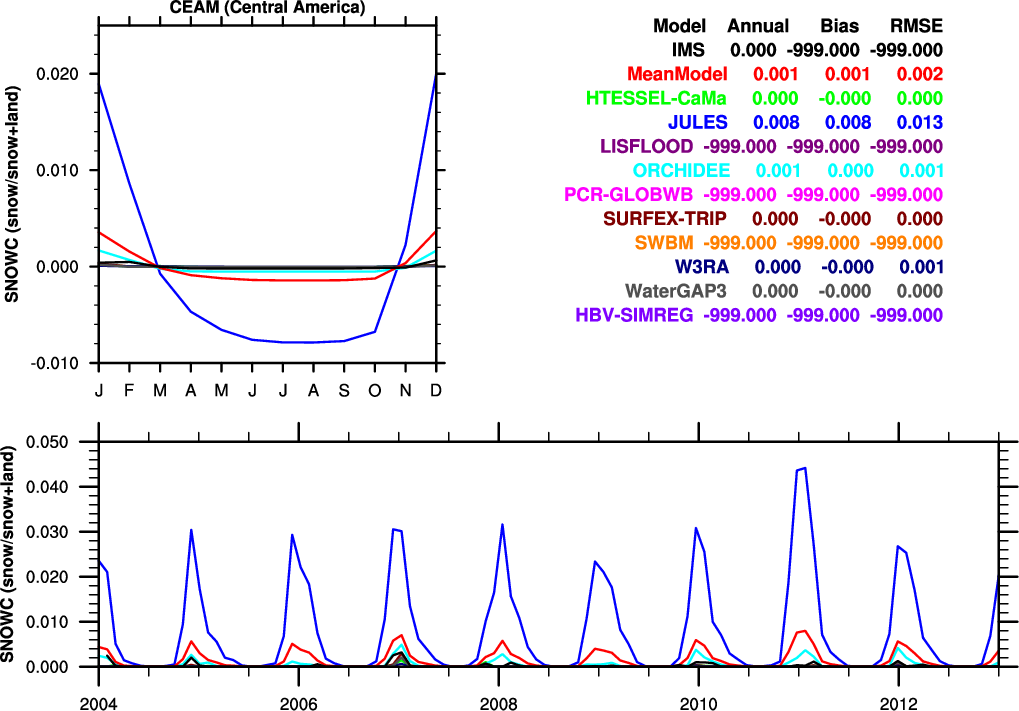 CEAM (Central America)
SNOWC (snow/snow+land)
0.020
0.010
0.000
-0.010
J F M A M J J A S O N D
Model Annual Bias RMSE
IMS 0.000 -999.000 -999.000
MeanModel 0.001 0.001 0.002
HTESSEL-CaMa 0.000 -0.000 0.000
JULES 0.008 0.008 0.013
LISFLOOD -999.000 -999.000 -999.000
ORCHIDEE 0.001 0.000 0.001
PCR-GLOBWB -999.000 -999.000 -999.000
SURFEX-TRIP 0.000 -0.000 0.000
SWBM -999.000 -999.000 -999.000
W3RA 0.000 -0.000 0.001
WaterGAP3 0.000 -0.000 0.000
HBV-SIMREG -999.000 -999.000 -999.000
SNOWC (snow/snow+land)
0.050
0.040
0.030
0.020
0.010
0.000
2004 2006 2008 2010 2012